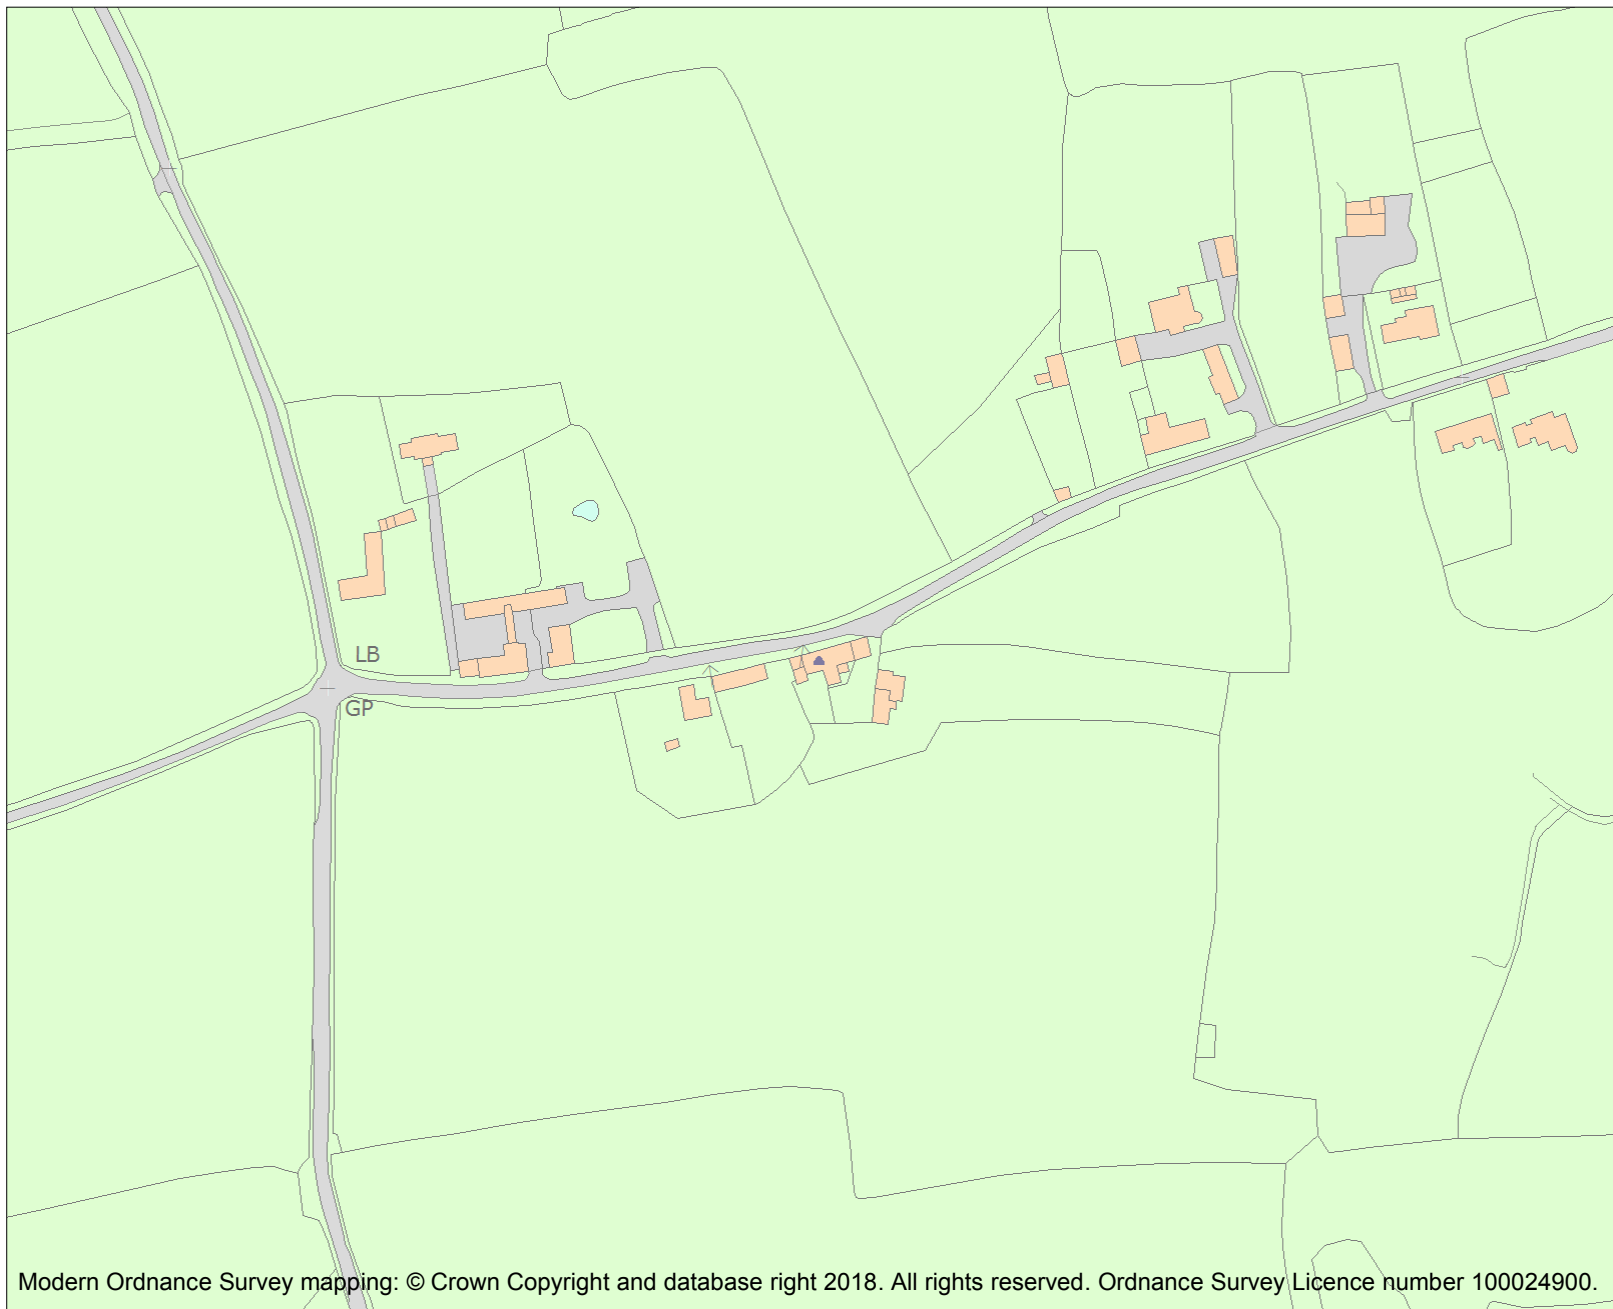 LB
GP
Modern Ordnance Survey mapping: © Crown Copyright and database right 2018. All rights reserved. Ordnance Survey Licence number 100024900.